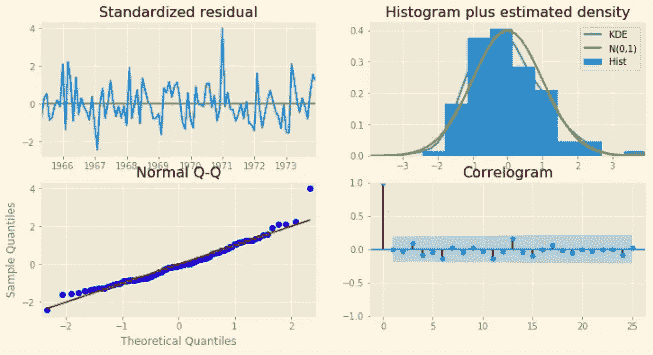 Standardized residual
4
2
0
−2
1966 1967 1968 1969 1970 1971 1972 1973
Histogram plus estimated density
0.4
0.3
0.2
0.1
0.0
−3 −2 −1 0 1 2 3
KDE
N(0,1)
Hist
Normal Q-Q
Sample Quantiles
4
2
0
−2
−2 −1 0 1 2
Theoretical Quantiles
Correlogram
1.0
0.5
0.0
−0.5
−1.0
0 5 10 15 20 25